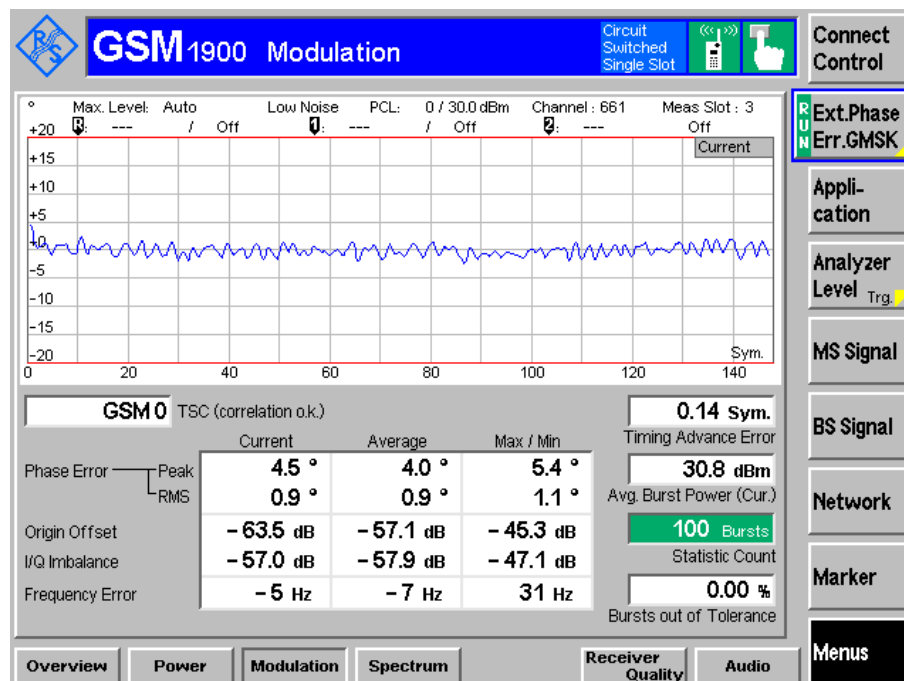 R&S
GSM 1900 Modulation
Circuit Switched Single Slot
Connect Control
° Max. Level: Auto Low Noise PCL: 0 / 30.0 dBm Channel : 661 Meas Slot : 3
R: --- / Off 1: --- / Off 2: --- Off
RUN
Ext.Phase Err.GMSK
Current
+20
+15
+10
+5
+0
-5
-10
-15
-20
Sym.
0 20 40 60 80 100 120 140
Appli-
cation
Analyzer Level Trg.
MS Signal
BS Signal
Network
Marker
Menus
GSM 0 TSC (correlation o.k.)
Current Average Max / Min
Phase Error Peak 4.5 ° 4.0 ° 5.4 °
RMS 0.9 ° 0.9 ° 1.1 °
Origin Offset – 63.5 dB – 57.1 dB – 45.3 dB
I/Q Imbalance – 57.0 dB – 57.9 dB – 47.1 dB
Frequency Error – 5 Hz – 7 Hz 31 Hz
0.14 Sym.
Timing Advance Error
30.8 dBm
Avg. Burst Power (Cur.)
100 Bursts
Statistic Count
0.00 %
Bursts out of Tolerance
Overview Power Modulation Spectrum Receiver Quality Audio